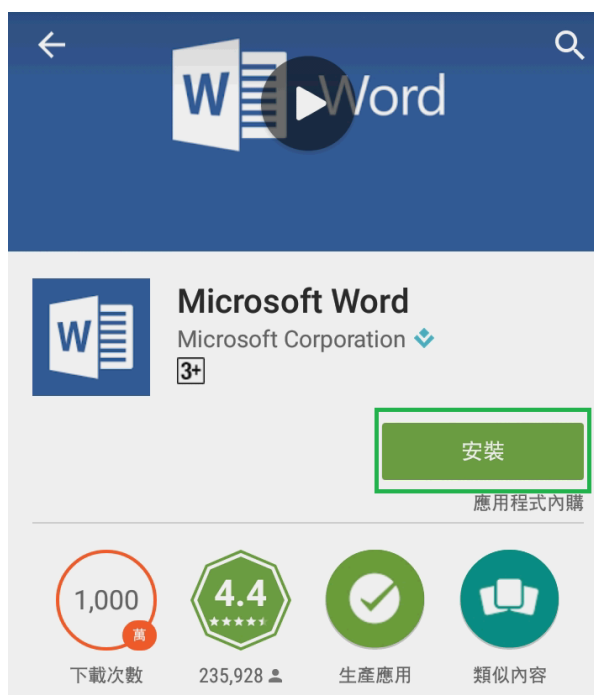 W Word
W
Microsoft Word
Microsoft Corporation
3+
安裝
應用程式內購
1,000
萬
4.4
下載次數
235,928
生產應用
類似內容